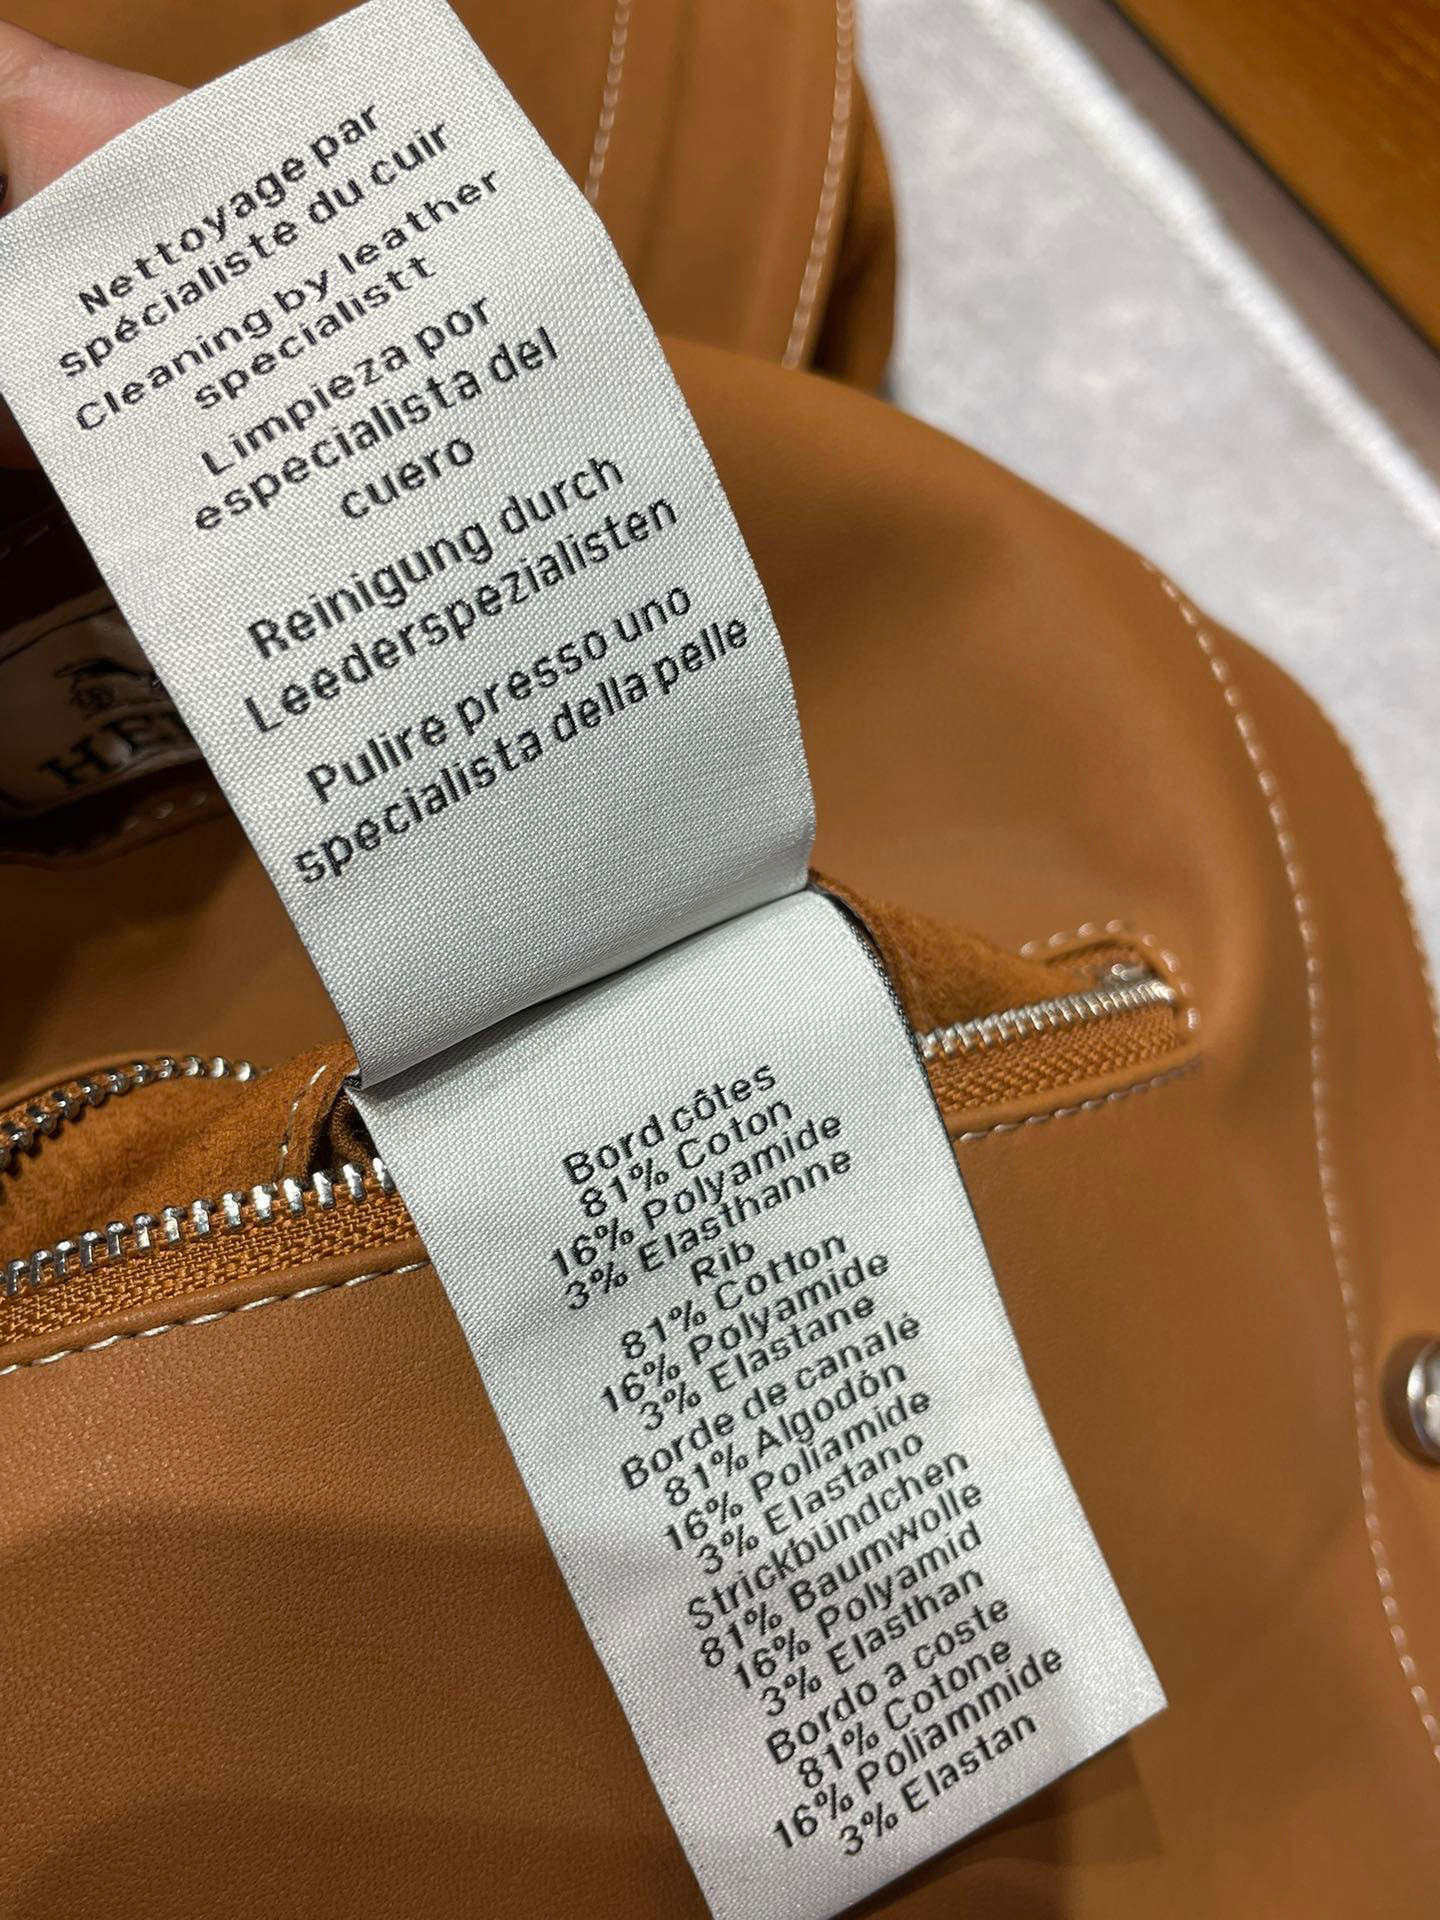 Nettoyage par
spécialiste du cuir
Cleaning by leather
specialistt
Limpieza por
especialista del
cuero
Reinigung durch
Leederspezialisten
Pulire presso uno
specialista della pelle
Bord côtes
81% Coton
16% Polyamide
3% Elasthanne
Rib
81% Cotton
16% Polyamide
3% Elastane
Borde de canalé
81% Algodón
16% Poliamide
3% Elastano
Strickbündchen
81% Baumwolle
16% Polyamid
3% Elasthan
Bordo a coste
81% Cotone
16% Poliammide
3% Elastan